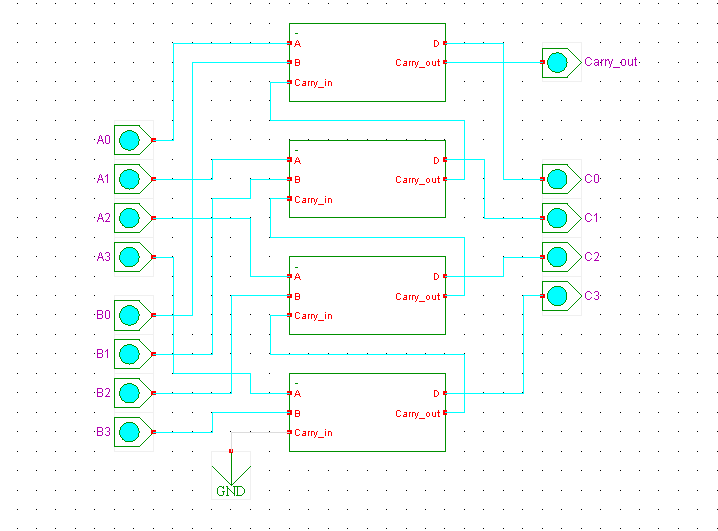 -
A D
B Carry_out Carry_out
Carry_in
A0
-
A D
A1 B Carry_out C0
Carry_in
A2 C1
A3 C2
-
A D
B Carry_out C3
B0 Carry_in
B1
-
B2 A D
B Carry_out
B3 Carry_in
GND